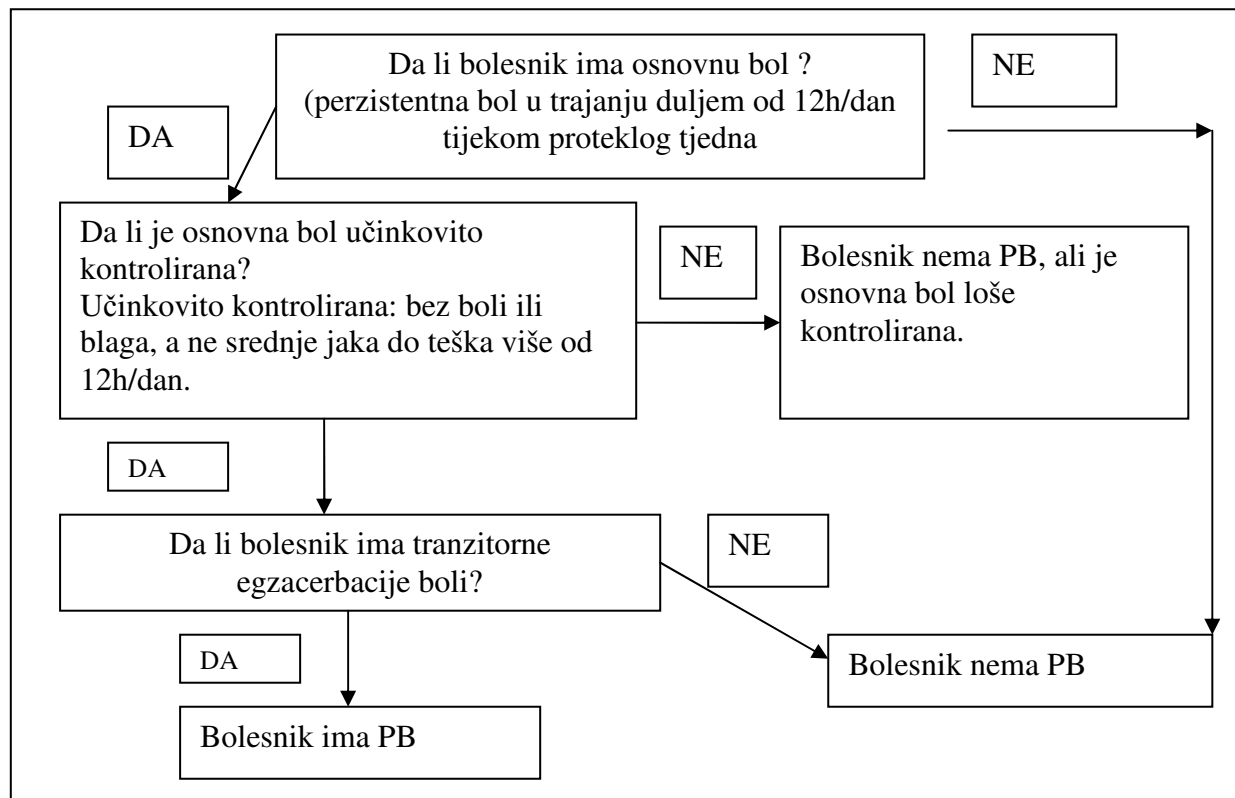 Da li bolesnik ima osnovnu bol ?
(perzistentna bol u trajanju duljem od 12h/dan
tijekom proteklog tjedna
NE
DA
Da li je osnovna bol učinkovito
kontrolirana?
Učinkovito kontrolirana: bez boli ili
blaga, a ne srednje jaka do teška više od
12h/dan.
NE
Bolesnik nema PB, ali je
osnovna bol loše
kontrolirana.
DA
Da li bolesnik ima tranzitorne
egzacerbacije boli?
NE
DA
Bolesnik nema PB
Bolesnik ima PB